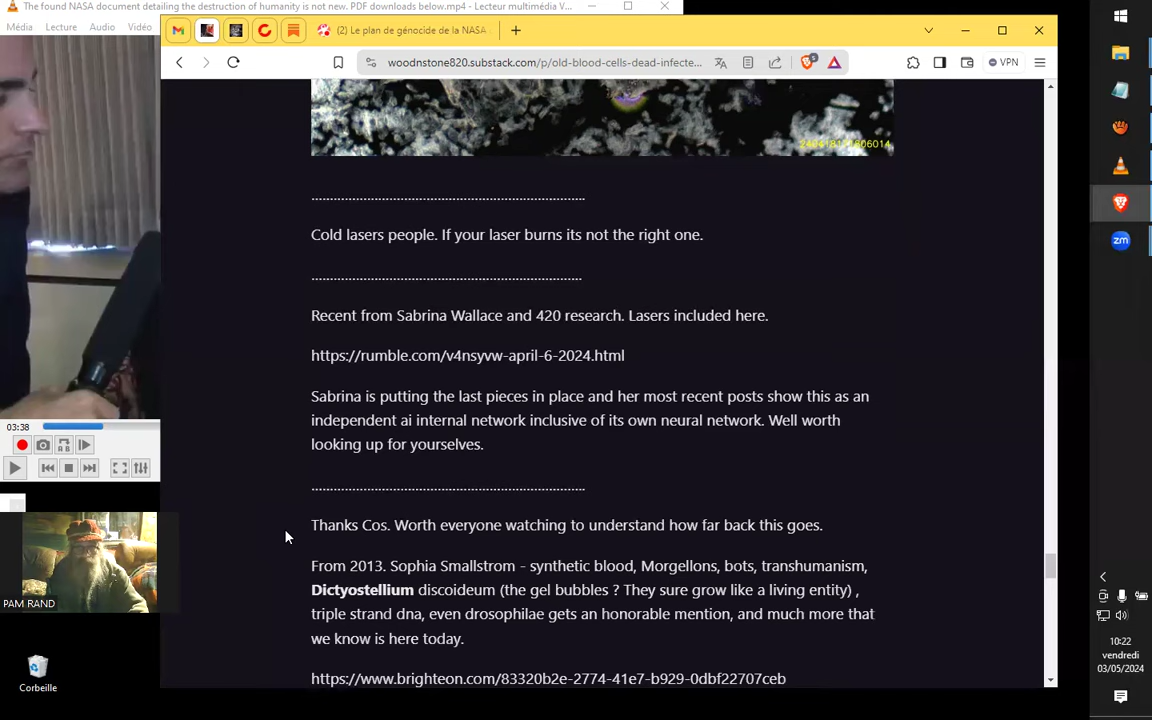 The found NASA document detailing the destruction of humanity is not new. PDF downloads below.mp4 - Lecteur multimédia V...
Média Lecture Audio Vidéo
(2) Le plan de génocide de la NASA
woodnstone820.substack.com/p/old-blood-cells-dead-infecte...
5
VPN
240418111806014
Cold lasers people. If your laser burns its not the right one.
Recent from Sabrina Wallace and 420 research. Lasers included here.
https://rumble.com/v4nsyvw-april-6-2024.html
Sabrina is putting the last pieces in place and her most recent posts show this as an
independent ai internal network inclusive of its own neural network. Well worth
looking up for yourselves.
Thanks Cos. Worth everyone watching to understand how far back this goes.
From 2013. Sophia Smallstrom - synthetic blood, Morgellons, bots, transhumanism,
Dictyostellium discoideum (the gel bubbles ? They sure grow like a living entity) ,
triple strand dna, even drosophilae gets an honorable mention, and much more that
we know is here today.
https://www.brighteon.com/83320b2e-2774-41e7-b929-0dbf22707ceb
03:38
PAM RAND
Corbeille
zm
10:22
vendredi
03/05/2024